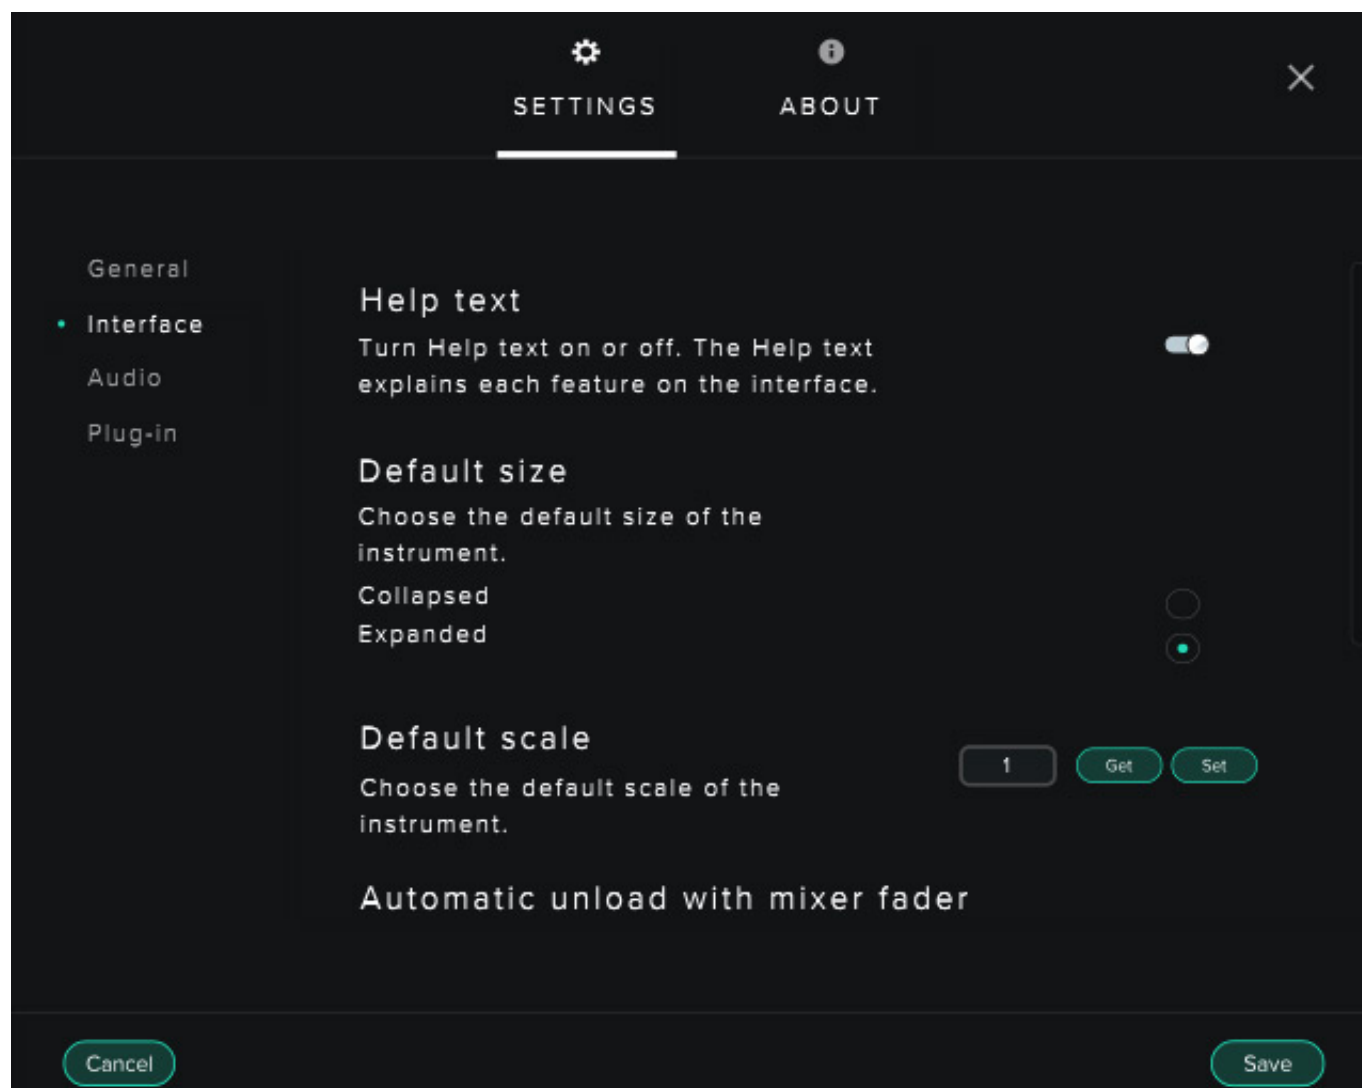 SETTINGS
ABOUT
General
Interface
Audio
Plug-in
Help text
Turn Help text on or off. The Help text
explains each feature on the interface.
Default size
Choose the default size of the
instrument.
Collapsed
Expanded
Default scale
1
Get
Set
Choose the default scale of the
instrument.
Automatic unload with mixer fader
Cancel
Save